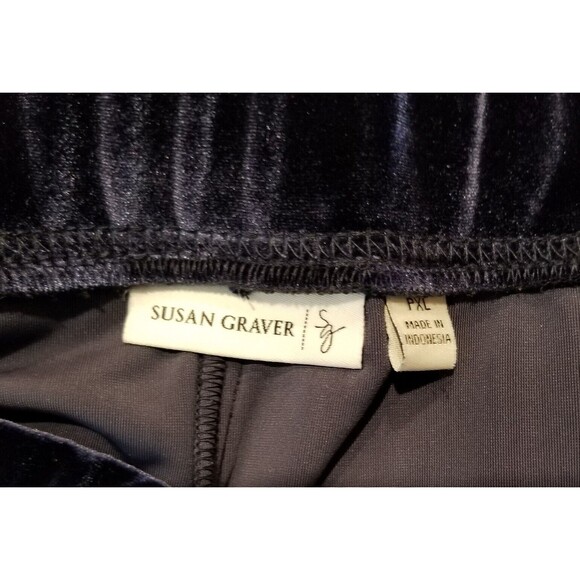 SUSAN GRAVER
sg
PXL
MADE IN
INDONESIA